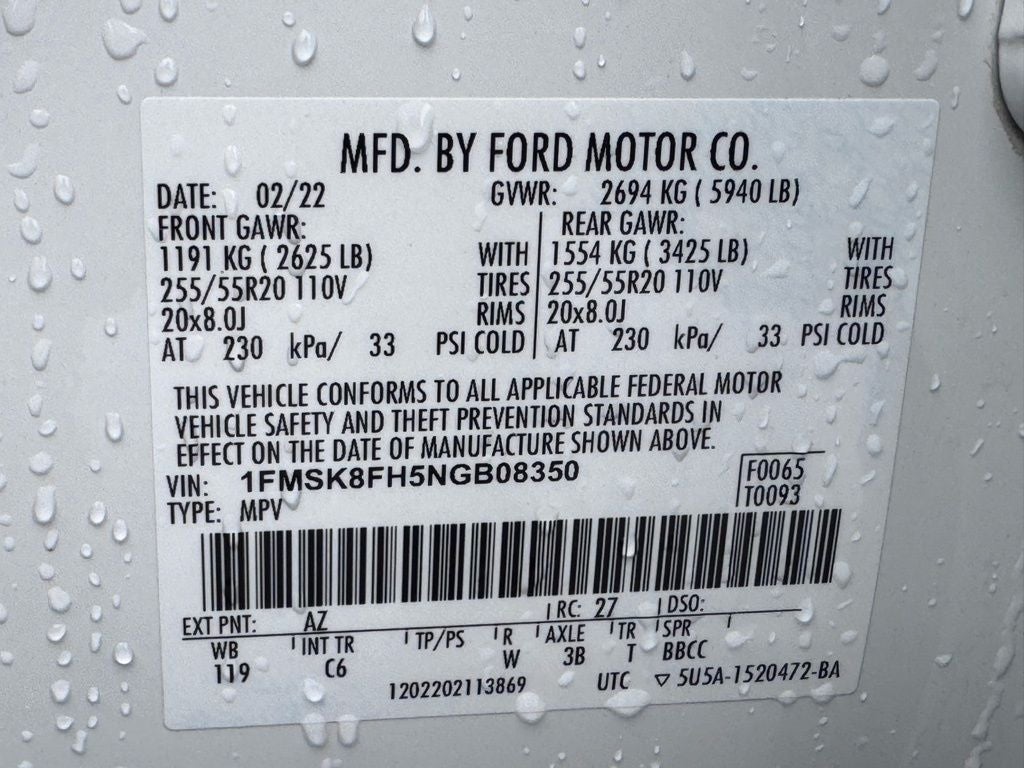 MFD. BY FORD MOTOR CO.
DATE: 02/22 GVWR: 2694 KG ( 5940 LB)
FRONT GAWR: REAR GAWR:
1191 KG ( 2625 LB) WITH 1554 KG ( 3425 LB) WITH
255/55R20 110V TIRES 255/55R20 110V TIRES
20x8.0J RIMS 20x8.0J RIMS
AT 230 kPa/ 33 PSI COLD AT 230 kPa/ 33 PSI COLD
THIS VEHICLE CONFORMS TO ALL APPLICABLE FEDERAL MOTOR
VEHICLE SAFETY AND THEFT PREVENTION STANDARDS IN
EFFECT ON THE DATE OF MANUFACTURE SHOWN ABOVE.
VIN: 1FMSK8FH5NGB08350 F0065
TYPE: MPV T0093
EXT PNT: AZ RC: 27 DSO:
WB INT TR TP/PS R AXLE TR SPR
119 C6 W 3B T BBCC
1202202113869 UTC ▽ 5U5A-1520472-BA